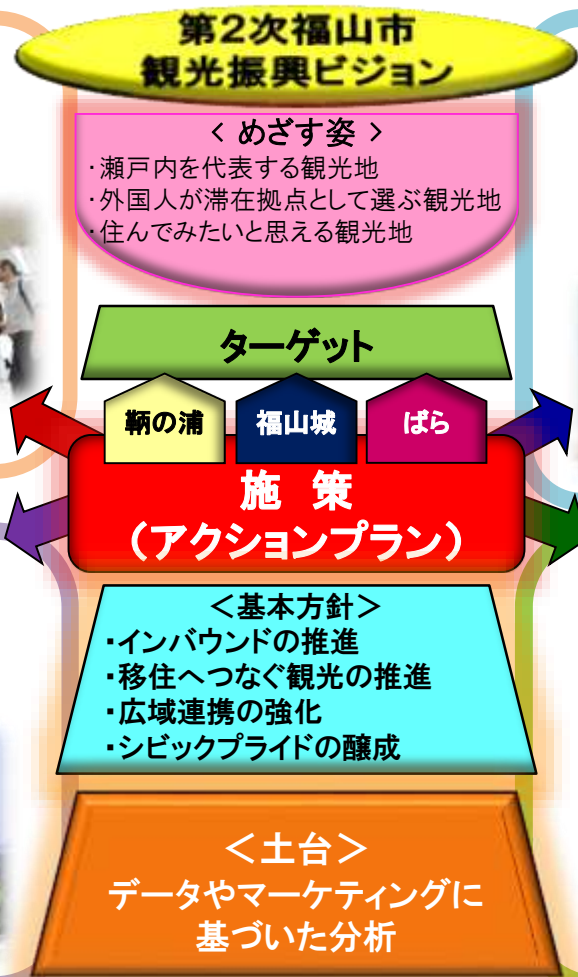 第2次福山市
観光振興ビジョン
< めざす姿 >
・瀬戸内を代表する観光地
・外国人が滞在拠点として選ぶ観光地
・住んでみたいと思える観光地
ターゲット
鞆の浦
福山城
ばら
施 策
（アクションプラン）
＜基本方針＞
・インバウンドの推進
・移住へつなぐ観光の推進
・広域連携の強化
・シビックプライドの醸成
＜土台＞
データやマーケティングに
基づいた分析